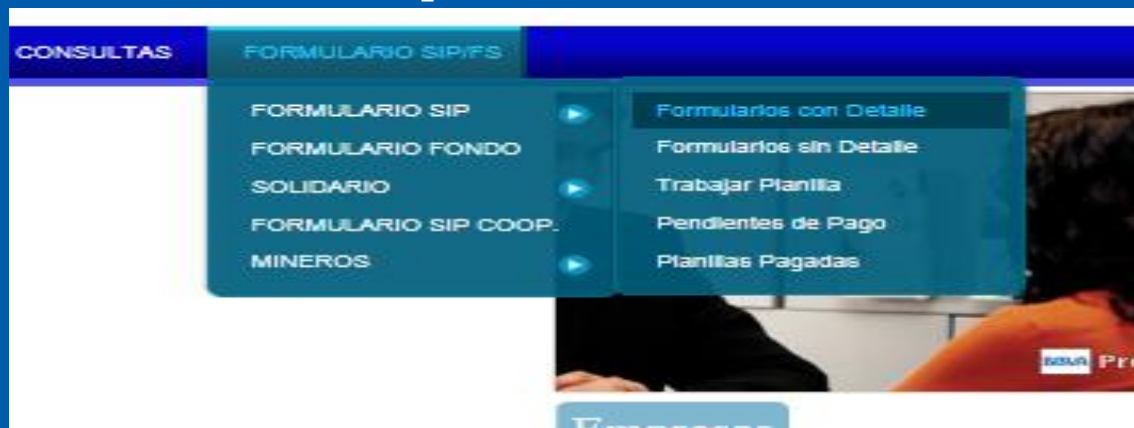 CONSULTAS
FORMULARIO SIP/FS
FORMULARIO SIP
FORMULARIO FONDO
SOLIDARIO
FORMULARIO SIP COOP.
MINEROS
Formularios con Detalle
Formularios sin Detalle
Trabajar Planilla
Pendientes de Pago
Planillas Pagadas
BBVA